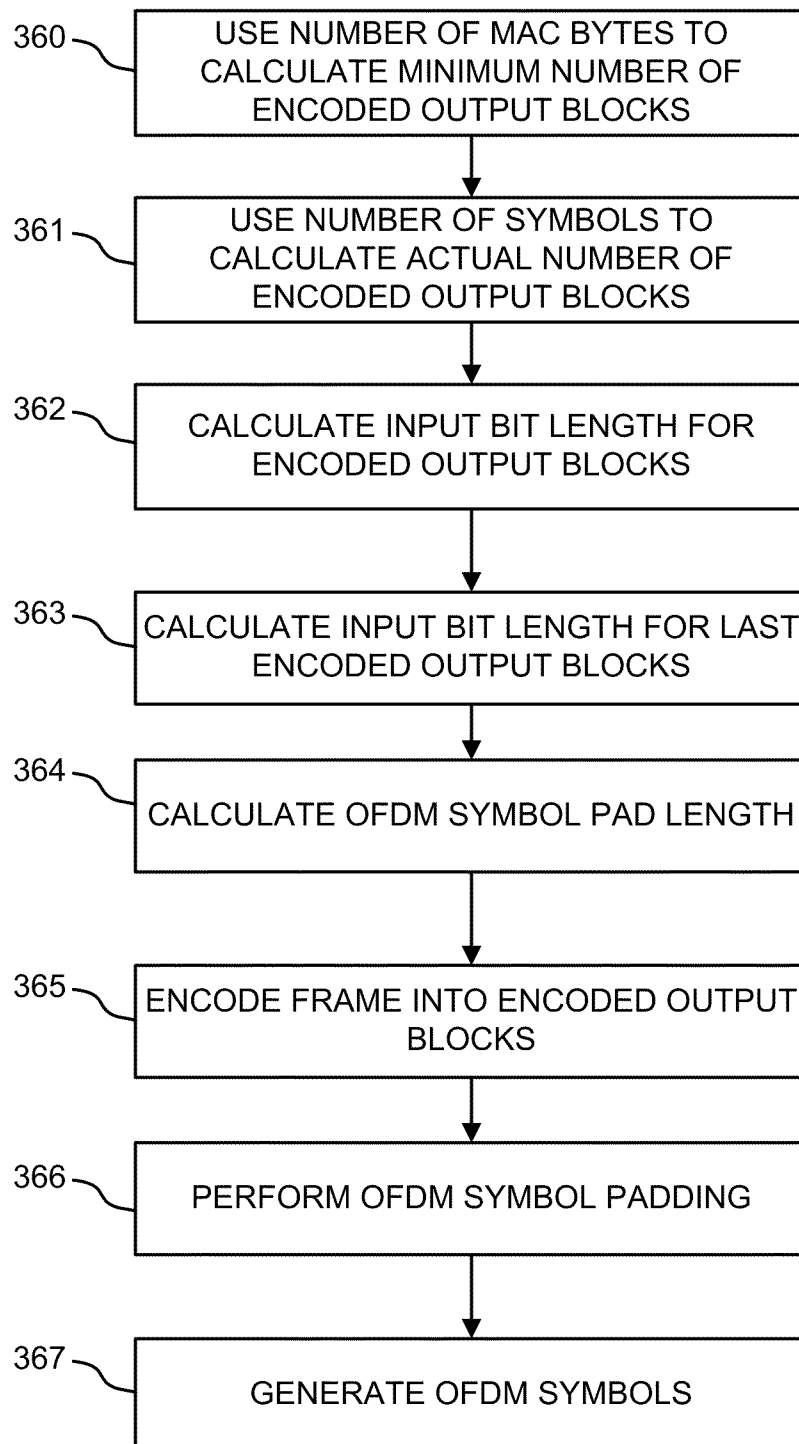 360
USE NUMBER OF MAC BYTES TO
CALCULATE MINIMUM NUMBER OF
ENCODED OUTPUT BLOCKS
361
USE NUMBER OF SYMBOLS TO
CALCULATE ACTUAL NUMBER OF
ENCODED OUTPUT BLOCKS
362
CALCULATE INPUT BIT LENGTH FOR
ENCODED OUTPUT BLOCKS
363
CALCULATE INPUT BIT LENGTH FOR LAST
ENCODED OUTPUT BLOCKS
364
CALCULATE OFDM SYMBOL PAD LENGTH
365
ENCODE FRAME INTO ENCODED OUTPUT
BLOCKS
366
PERFORM OFDM SYMBOL PADDING
367
GENERATE OFDM SYMBOLS